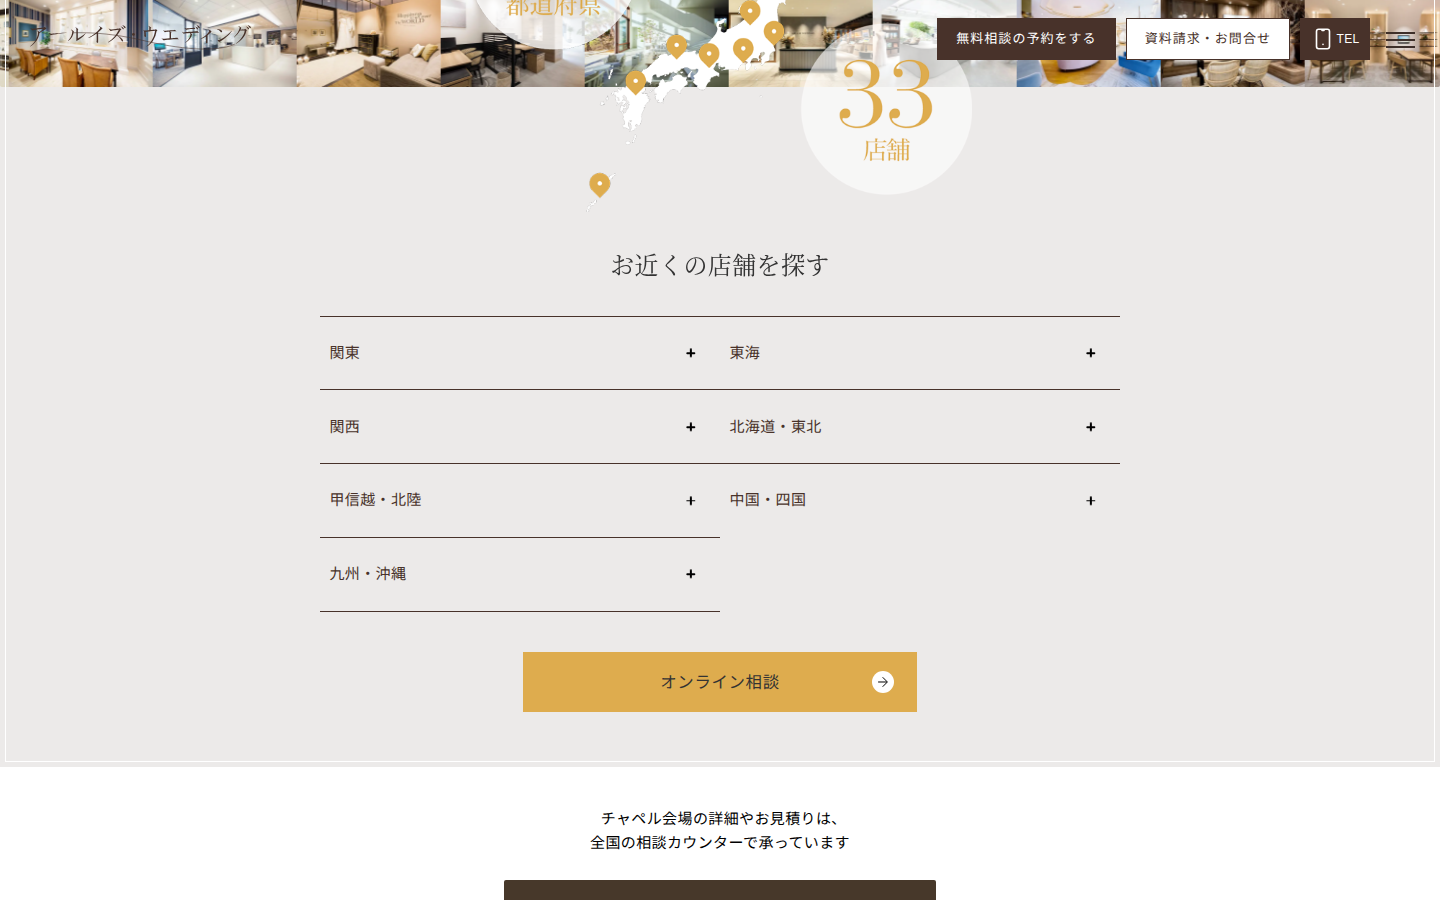 都道府県
アールイズ・ウエディング
無料相談の予約をする
資料請求・お問合せ
TEL
33
店舗
お近くの店舗を探す
関東
東海
関西
北海道・東北
甲信越・北陸
中国・四国
九州・沖縄
オンライン相談
チャペル会場の詳細やお見積りは、
全国の相談カウンターで承っています